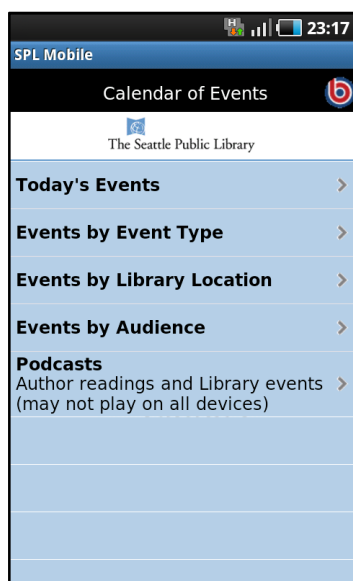 H 23:17
SPL Mobile
Calendar of Events b
The Seattle Public Library
Today's Events
Events by Event Type
Events by Library Location
Events by Audience
Podcasts
Author readings and Library events
(may not play on all devices)